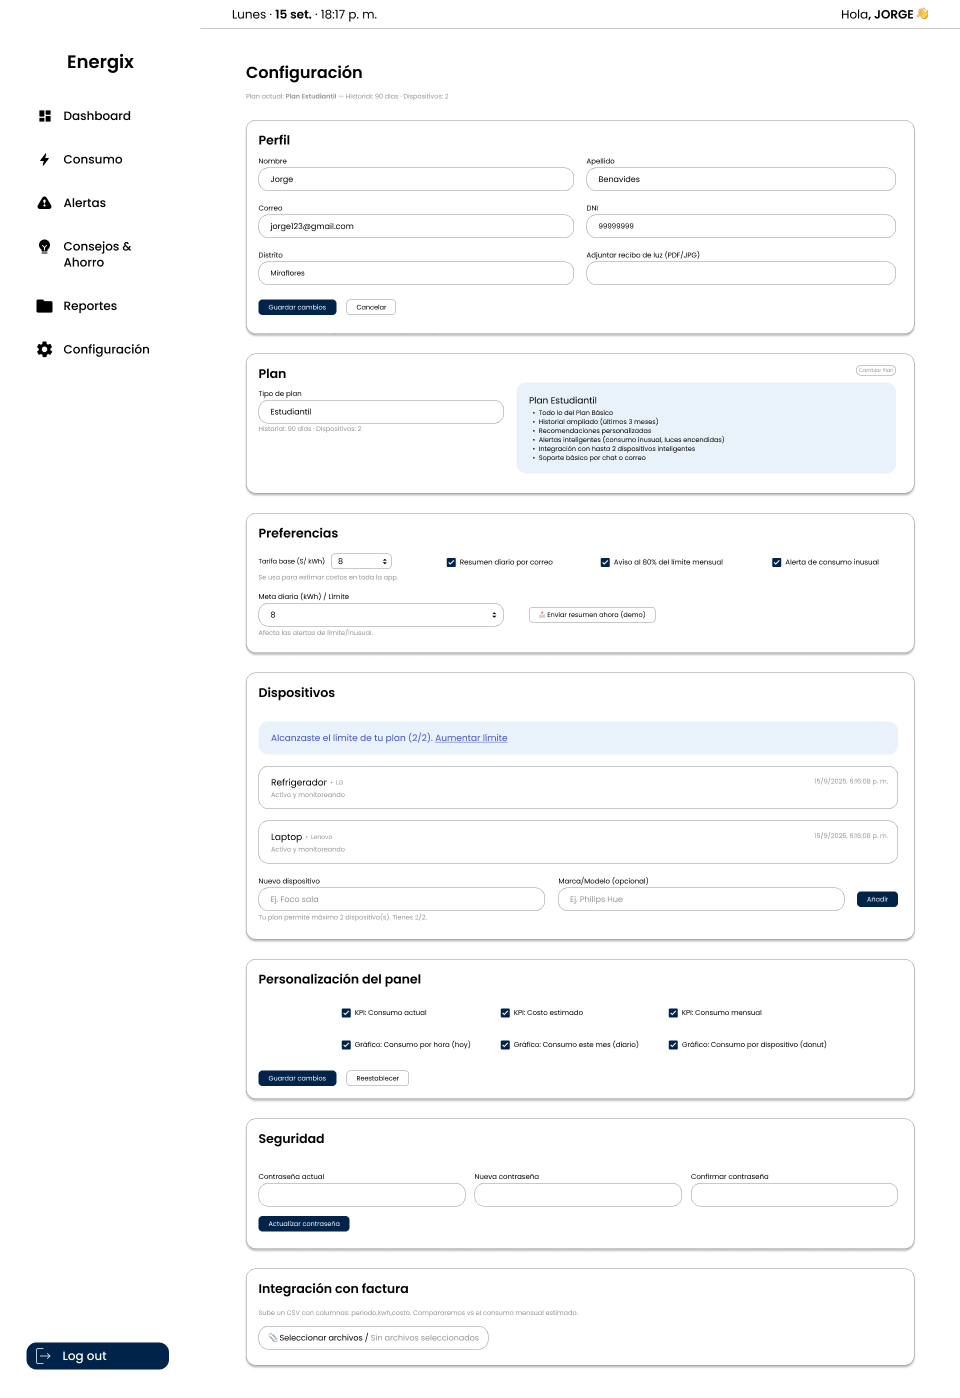 Lunes · 15 set. · 18:17 p. m.
Hola, JORGE 👋
Energix
Dashboard
Consumo
Alertas
Consejos &
Ahorro
Reportes
Configuración
Log out
Configuración
Plan actual: Plan Estudiantil — Historial: 90 días · Dispositivos: 2
Perfil
Nombre
Apellido
Jorge
Benavides
Correo
DNI
jorge123@gmail.com
99999999
Distrito
Adjuntar recibo de luz (PDF/JPG)
Miraflores
Guardar cambios
Cancelar
Plan
Cambiar Plan
Tipo de plan
Estudiantil
Historial: 90 días · Dispositivos: 2
Plan Estudiantil
• Todo lo del Plan Básico
• Historial ampliado (últimos 3 meses)
• Recomendaciones personalizadas
• Alertas inteligentes (consumo inusual, luces encendidas)
• Integración con hasta 2 dispositivos inteligentes
• Soporte básico por chat o correo
Preferencias
Tarifa base (S/ kWh)
8
Resumen diario por correo
Aviso al 80% del límite mensual
Alerta de consumo inusual
Se usa para estimar costos en toda la app.
Meta diaria (kWh) / Límite
8
Enviar resumen ahora (demo)
Afecta las alertas de límite/inusual.
Dispositivos
Alcanzaste el límite de tu plan (2/2). Aumentar límite
Refrigerador • LG
15/9/2025, 6:16:08 p. m.
Activo y monitoreando
Laptop • Lenovo
15/9/2025, 6:16:08 p. m.
Activo y monitoreando
Nuevo dispositivo
Marca/Modelo (opcional)
Ej. Foco sala
Ej. Philips Hue
Añadir
Tu plan permite máximo 2 dispositivo(s). Tienes 2/2.
Personalización del panel
KPI: Consumo actual
KPI: Costo estimado
KPI: Consumo mensual
Gráfico: Consumo por hora (hoy)
Gráfico: Consumo este mes (diario)
Gráfico: Consumo por dispositivo (donut)
Guardar cambios
Reestablecer
Seguridad
Contraseña actual
Nueva contraseña
Confirmar contraseña
Actualizar contraseña
Integración con factura
Sube un CSV con columnas: periodo,kwh,costo. Compararemos vs el consumo mensual estimado.
Seleccionar archivos / Sin archivos seleccionados